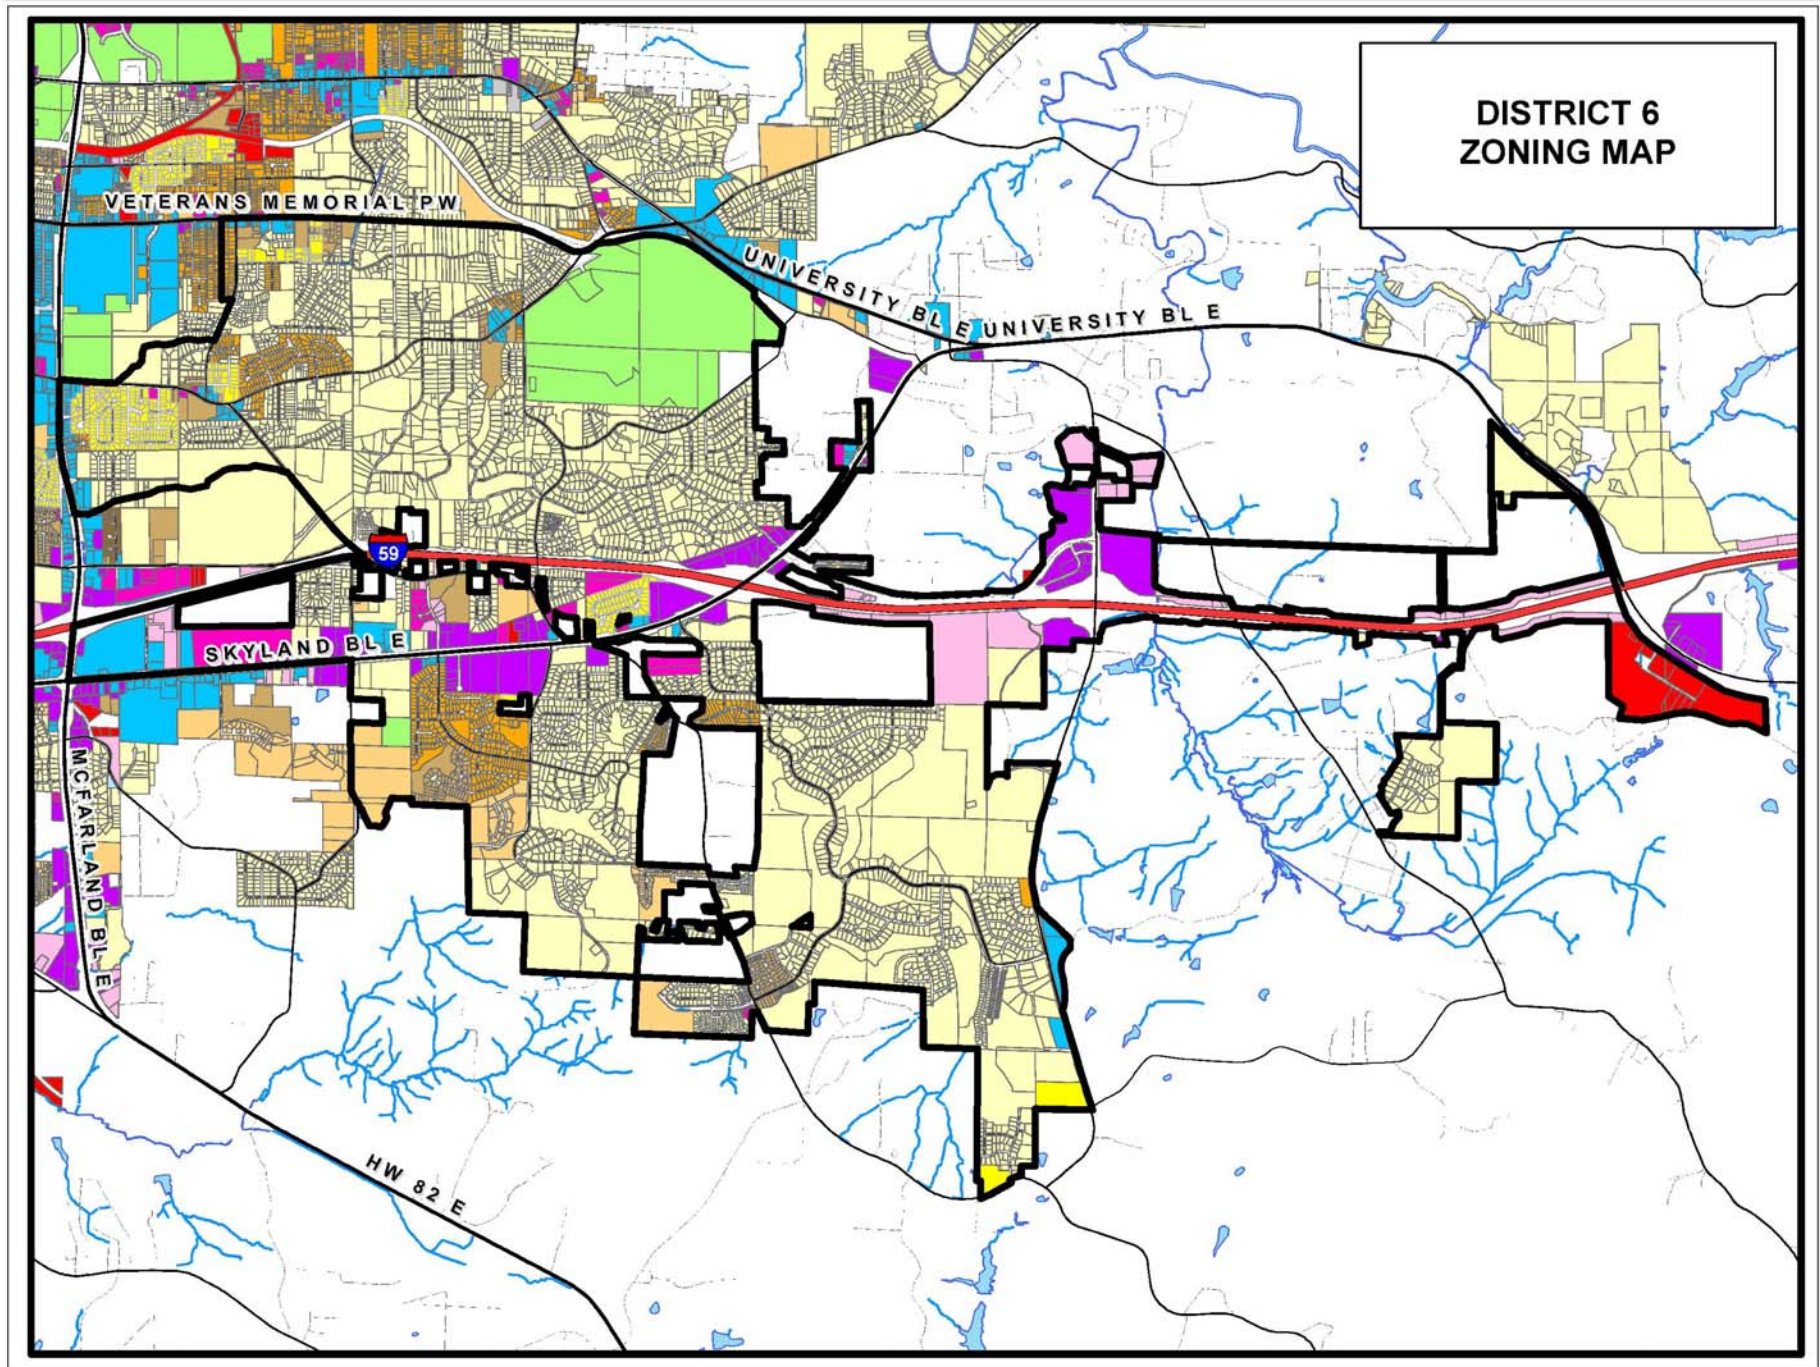 DISTRICT 6
ZONING MAP
VETERANS MEMORIAL PW
UNIVERSITY BL E
UNIVERSITY BL E
59
SKYLAND BL E
MCFARLAND BL E
HW 82 E